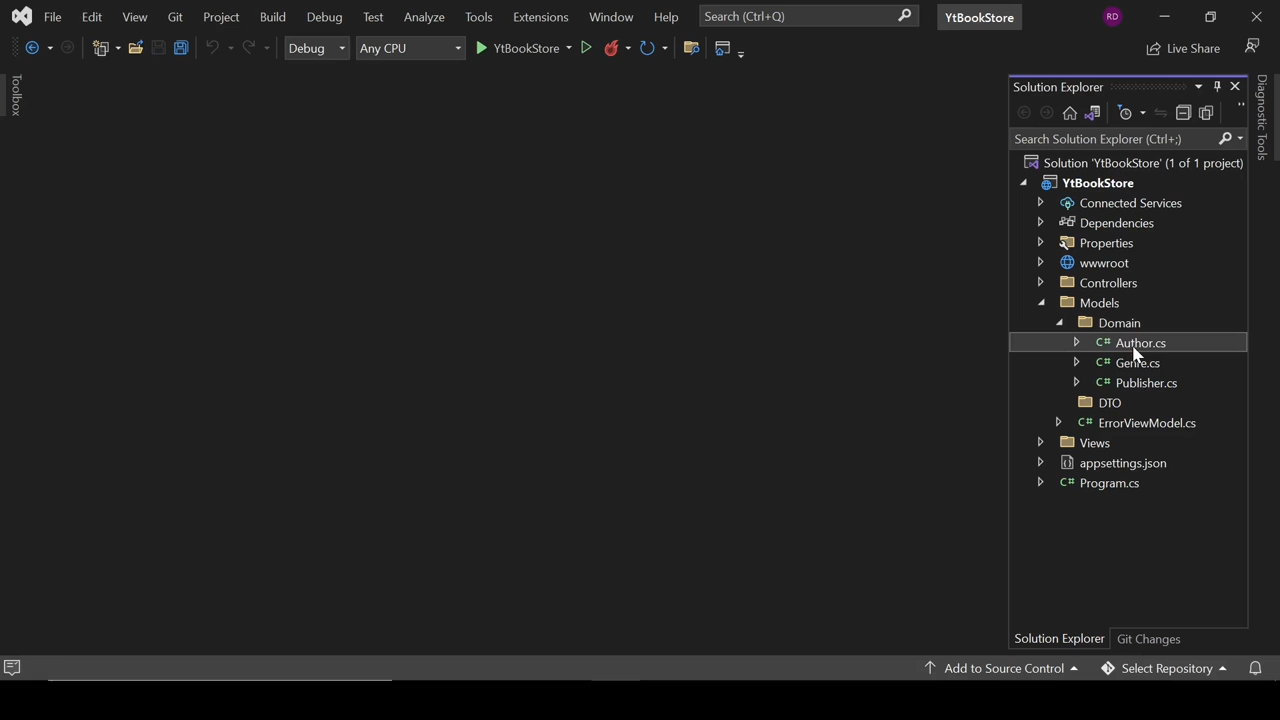 File Edit View Git Project Build Debug Test Analyze Tools Extensions Window Help Search (Ctrl+Q) YtBookStore RD
Debug Any CPU YtBookStore Live Share
Toolbox
Solution Explorer
Diagnostic Tools
Search Solution Explorer (Ctrl+;)
Solution 'YtBookStore' (1 of 1 project)
YtBookStore
Connected Services
Dependencies
Properties
wwwroot
Controllers
Models
Domain
C# Author.cs
C# Genre.cs
C# Publisher.cs
DTO
C# ErrorViewModel.cs
Views
appsettings.json
C# Program.cs
Solution Explorer Git Changes
Add to Source Control Select Repository